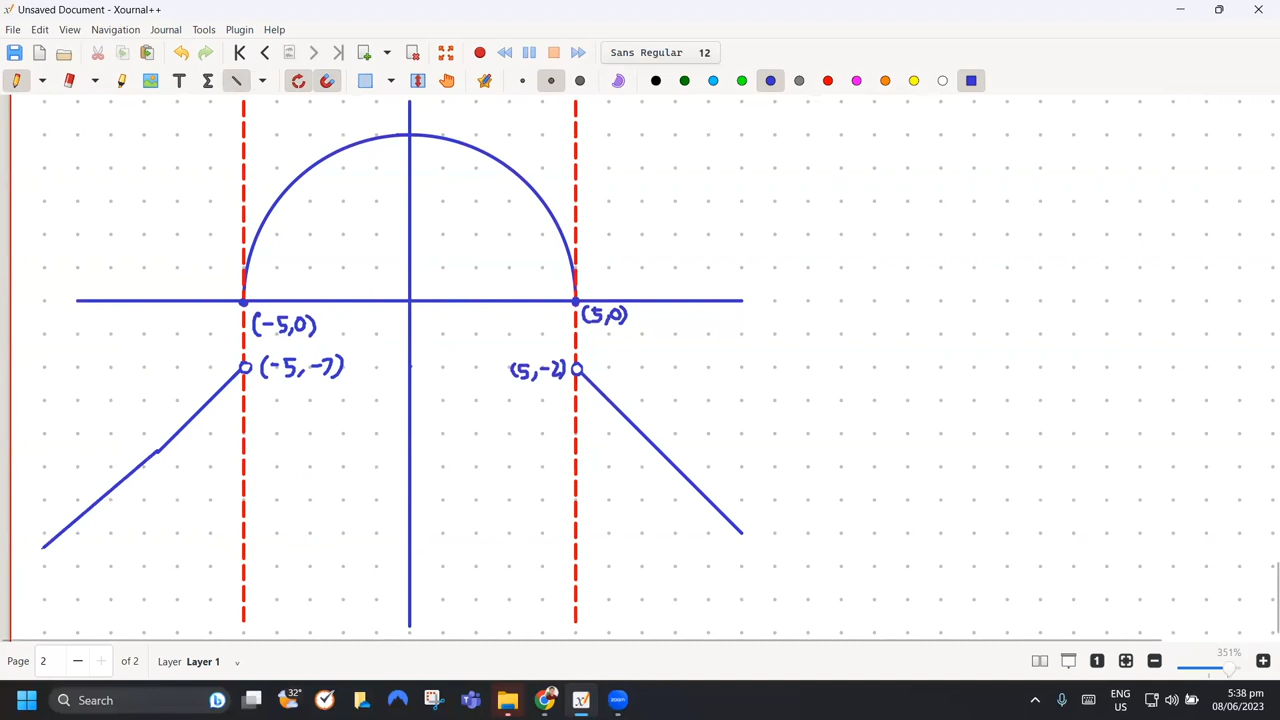 Unsaved Document - Xournal++
File Edit View Navigation Journal Tools Plugin Help
Sans Regular 12
(-5,0)
(5,0)
(-5,-7)
(5,-2)
351%
Page 2 of 2 Layer Layer 1
Search 32° zoom ENG US 5:38 pm 08/06/2023